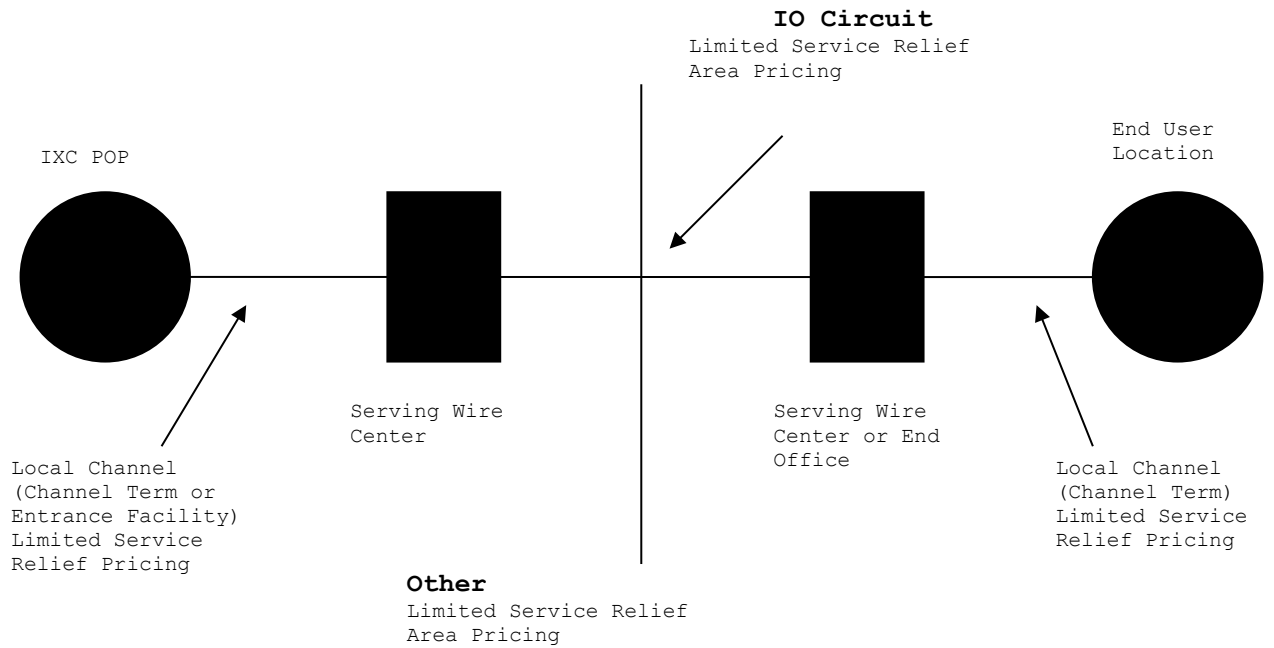 IO Circuit
Limited Service Relief
Area Pricing
End User
Location
IXC POP
Serving Wire
Center
Serving Wire
Center or End
Office
Local Channel
(Channel Term or
Entrance Facility)
Limited Service
Relief Pricing
Local Channel
(Channel Term)
Limited Service
Relief Pricing
Other
Limited Service Relief
Area Pricing